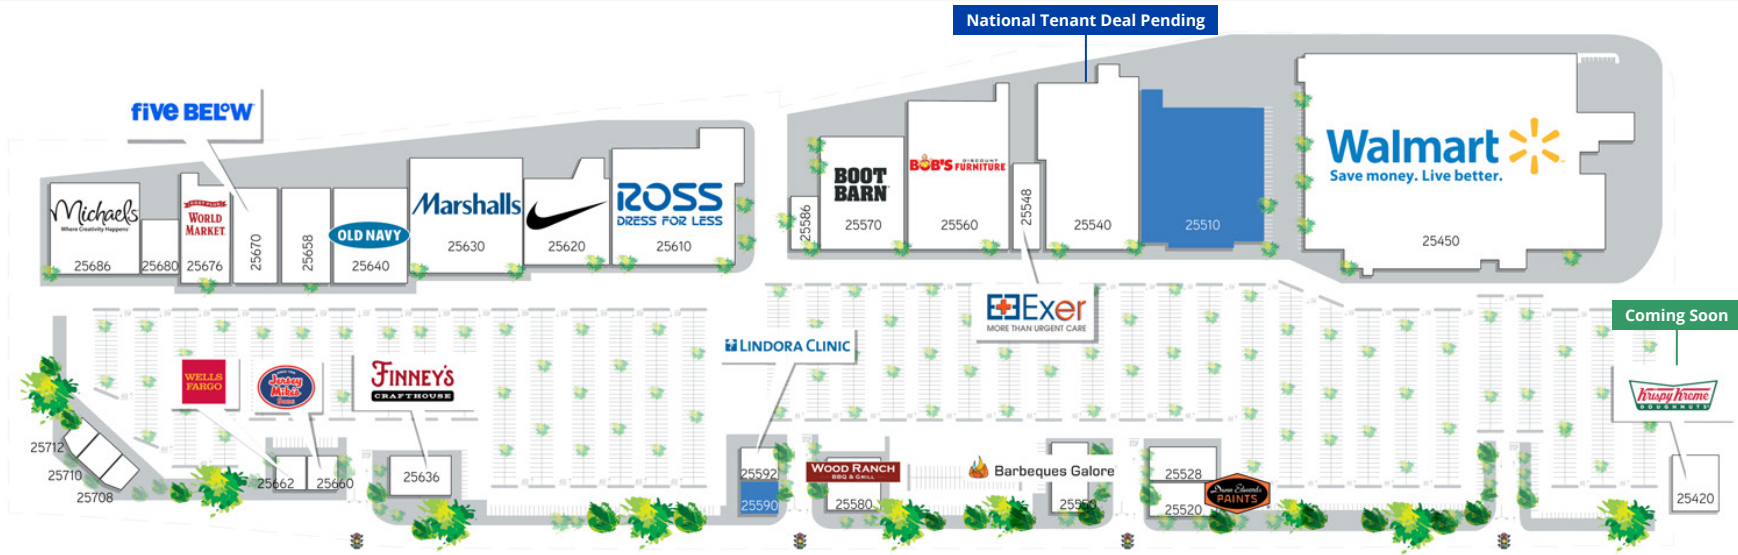 National Tenant Deal Pending
five BELOW
Michaels
Where Creativity Happens
25686
25680
COST PLUS
WORLD
MARKET
25676
25670
25658
OLD NAVY
25640
Marshalls
25630
25620
ROSS
DRESS FOR LESS
25610
25586
BOOT
BARN
25570
BOB'S DISCOUNT
FURNITURE
25560
25548
25540
25510
Walmart
Save money. Live better.
25450
Exer
MORE THAN URGENT CARE
Coming Soon
Krispy Kreme
DOUGHNUTS
25420
WELLS
FARGO
Jersey
Mike's
Subs
FINNEY'S
CRAFTHOUSE
LINDORA CLINIC
25712
25710
25708
25662
25660
25636
25592
25590
WOOD RANCH
BBQ & GRILL
25580
Barbeques Galore
25550
25528
Dunn-Edwards
PAINTS
25520